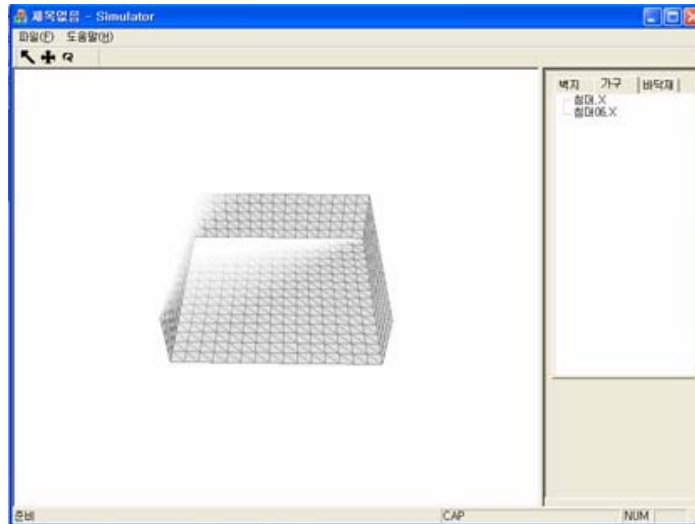 제목없음 - Simulator
파일(F) 도움말(H)
벽지 가구 바닥재
침대.X
침대06.X
준비 CAP NUM